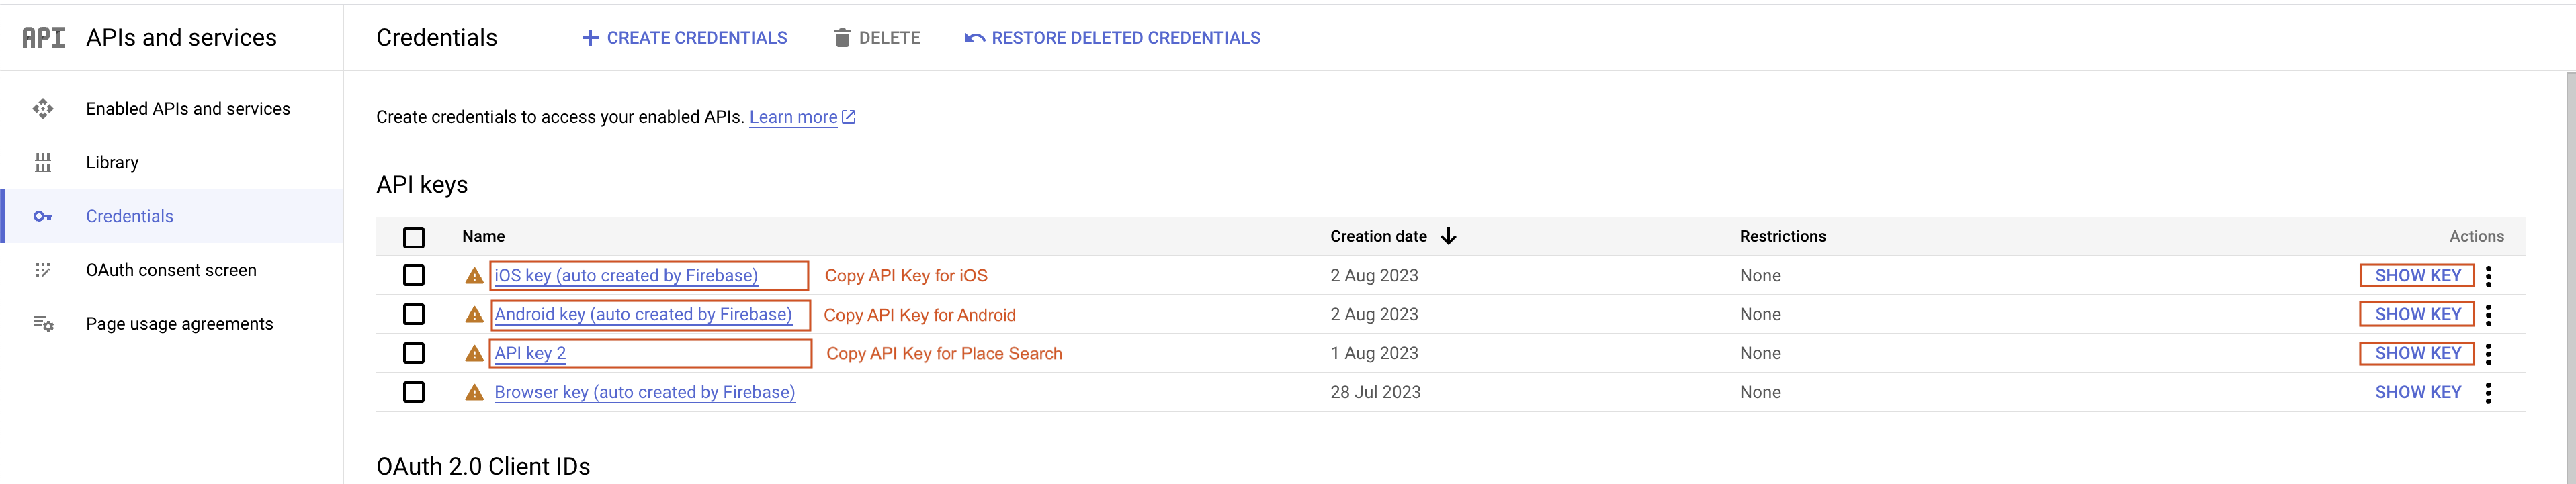 API APIs and services
Credentials
CREATE CREDENTIALS
DELETE
RESTORE DELETED CREDENTIALS
Enabled APIs and services
Library
Credentials
OAuth consent screen
Page usage agreements
Create credentials to access your enabled APIs. Learn more
API keys
Name Creation date Restrictions Actions
iOS key (auto created by Firebase) Copy API Key for iOS 2 Aug 2023 None SHOW KEY
Android key (auto created by Firebase) Copy API Key for Android 2 Aug 2023 None SHOW KEY
API key 2 Copy API Key for Place Search 1 Aug 2023 None SHOW KEY
Browser key (auto created by Firebase) 28 Jul 2023 None SHOW KEY
OAuth 2.0 Client IDs